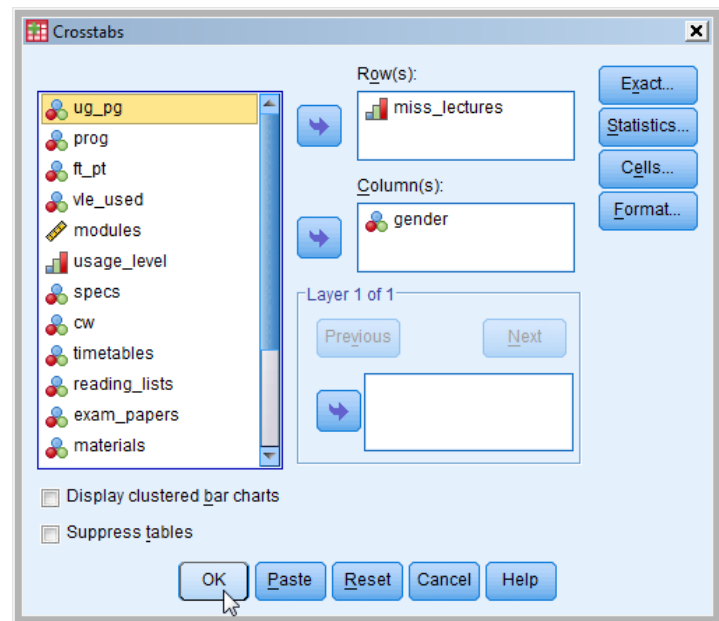 Crosstabs
ug_pg
prog
ft_pt
vle_used
modules
usage_level
specs
cw
timetables
reading_lists
exam_papers
materials
Row(s):
miss_lectures
Column(s):
gender
Layer 1 of 1
Previous
Next
Exact...
Statistics...
Cells...
Format...
Display clustered bar charts
Suppress tables
OK
Paste
Reset
Cancel
Help